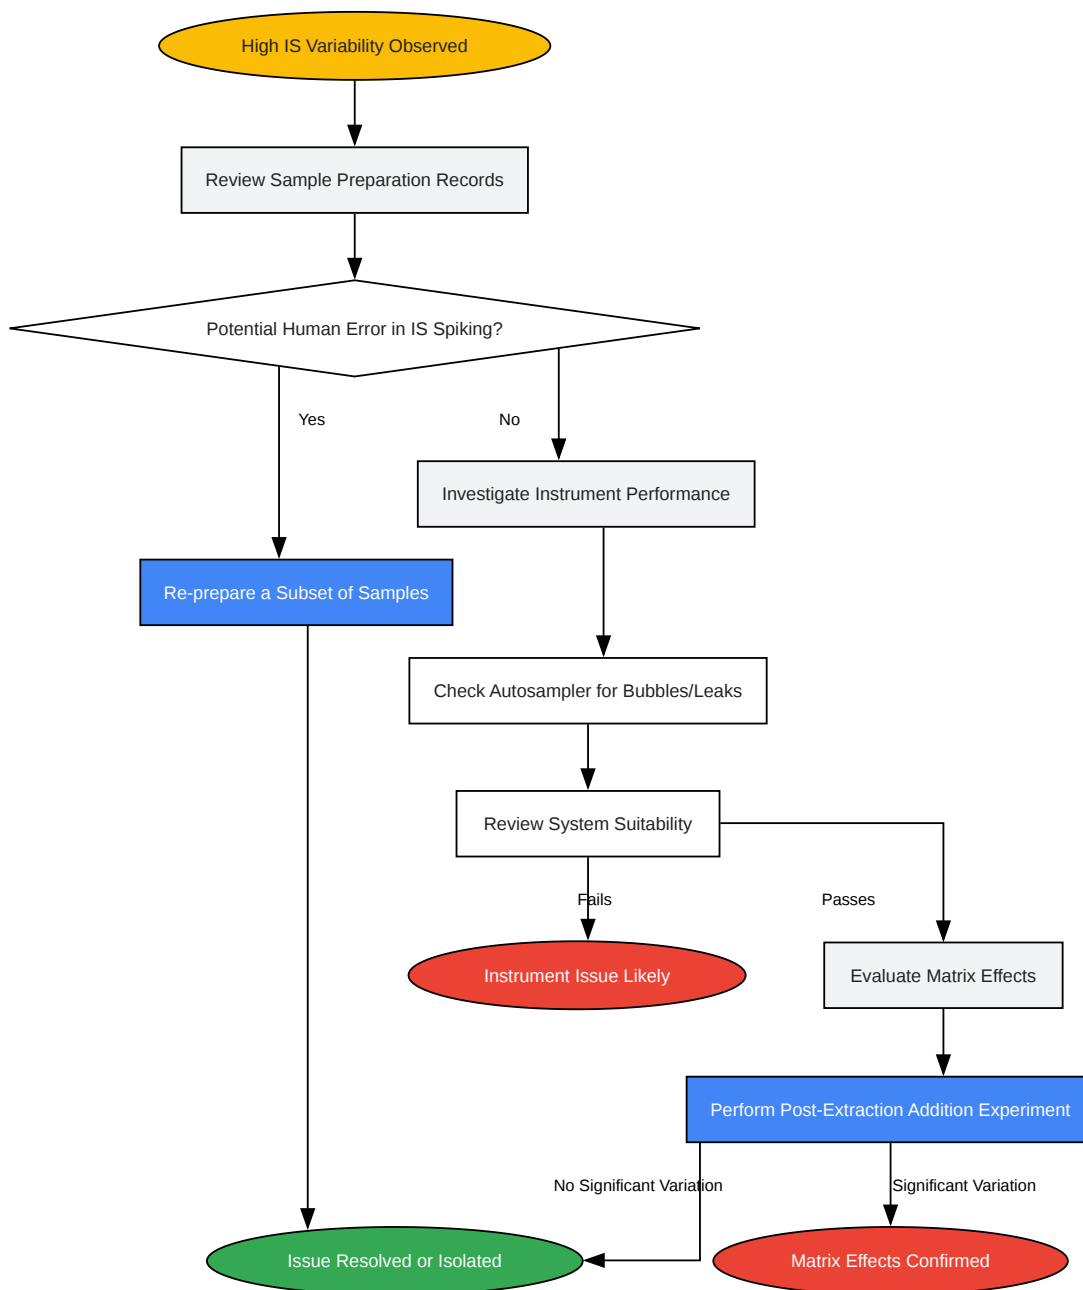 High IS Variability Observed
Review Sample Preparation Records
Potential Human Error in IS Spiking?
Yes
No
Investigate Instrument Performance
Re-prepare a Subset of Samples
Check Autosampler for Bubbles/Leaks
Review System Suitability
Fails
Passes
Instrument Issue Likely
Evaluate Matrix Effects
Perform Post-Extraction Addition Experiment
No Significant Variation
Significant Variation
Issue Resolved or Isolated
Matrix Effects Confirmed